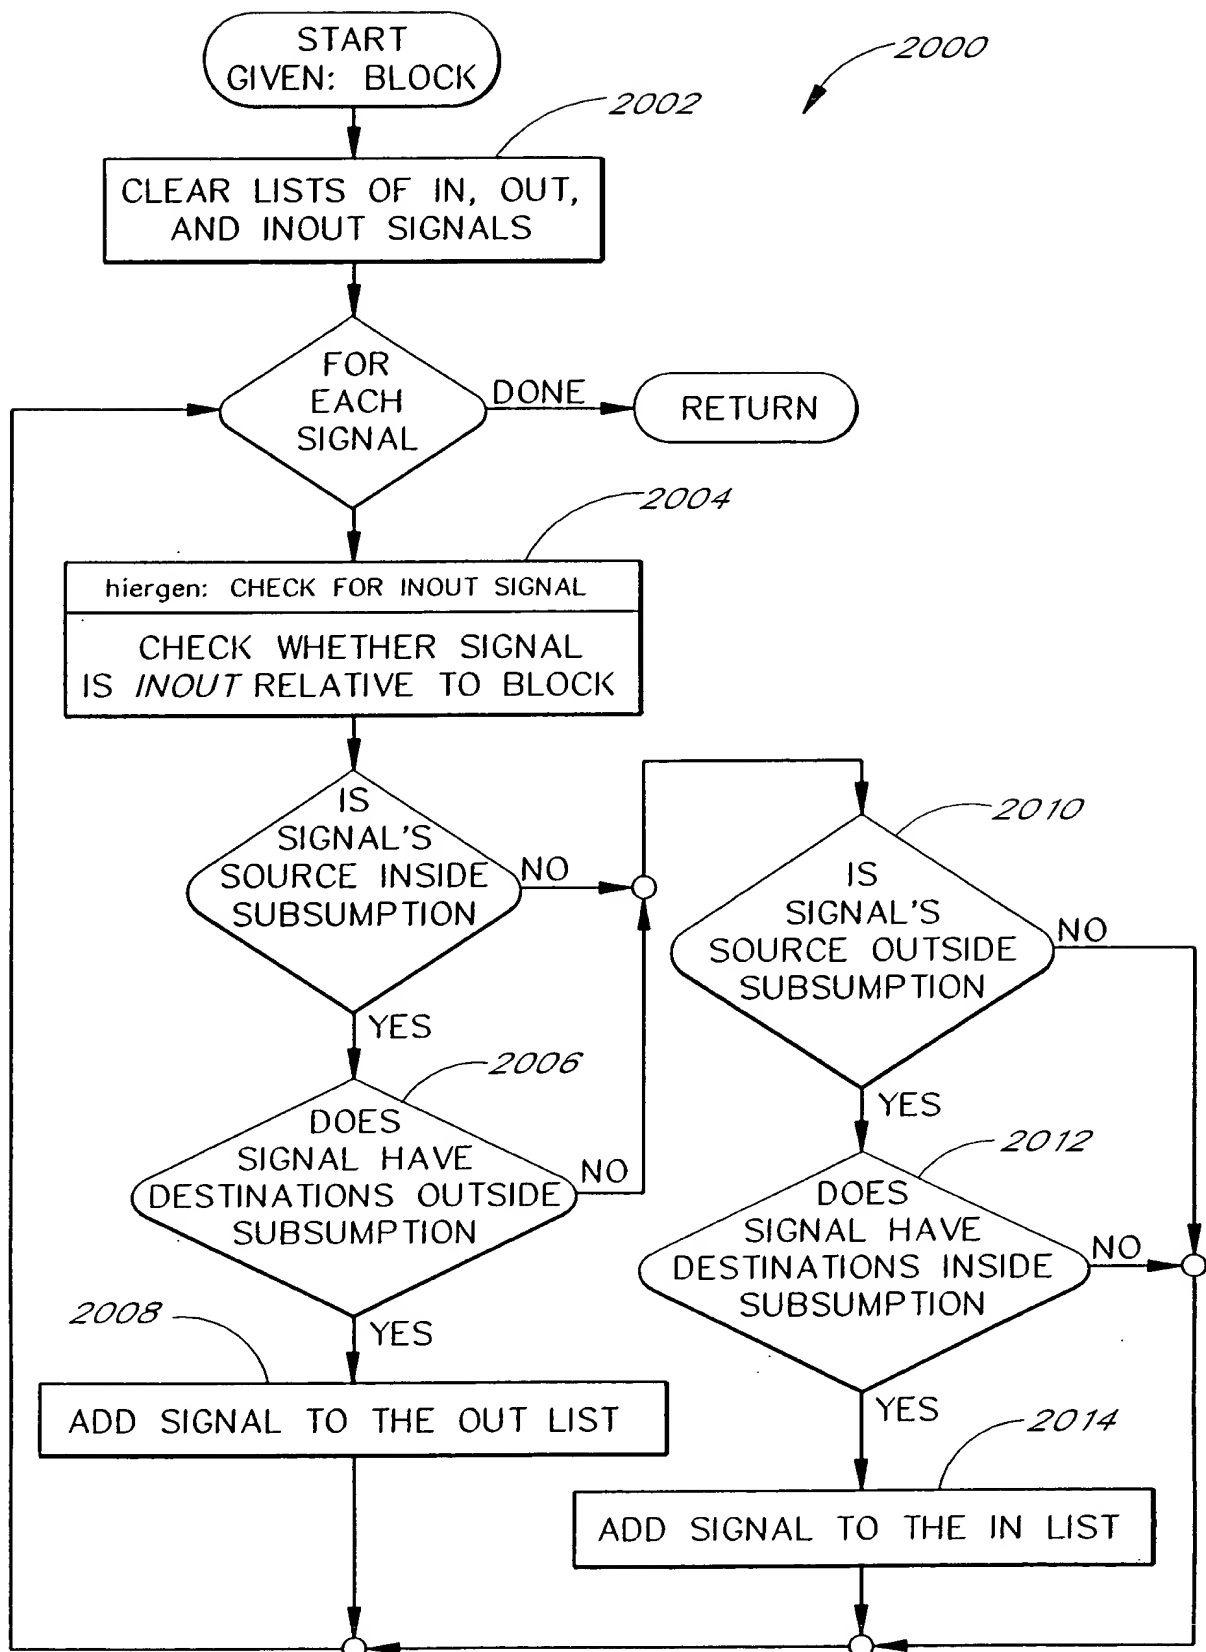 START
GIVEN: BLOCK
2000
2002
CLEAR LISTS OF IN, OUT,
AND INOUT SIGNALS
FOR
EACH
SIGNAL
DONE
RETURN
2004
hiergen: CHECK FOR INOUT SIGNAL
CHECK WHETHER SIGNAL
IS INOUT RELATIVE TO BLOCK
IS
SIGNAL'S
SOURCE INSIDE
SUBSUMPTION
NO
YES
2006
DOES
SIGNAL HAVE
DESTINATIONS OUTSIDE
SUBSUMPTION
NO
YES
2008
ADD SIGNAL TO THE OUT LIST
2010
IS
SIGNAL'S
SOURCE OUTSIDE
SUBSUMPTION
NO
YES
2012
DOES
SIGNAL HAVE
DESTINATIONS INSIDE
SUBSUMPTION
NO
YES
2014
ADD SIGNAL TO THE IN LIST